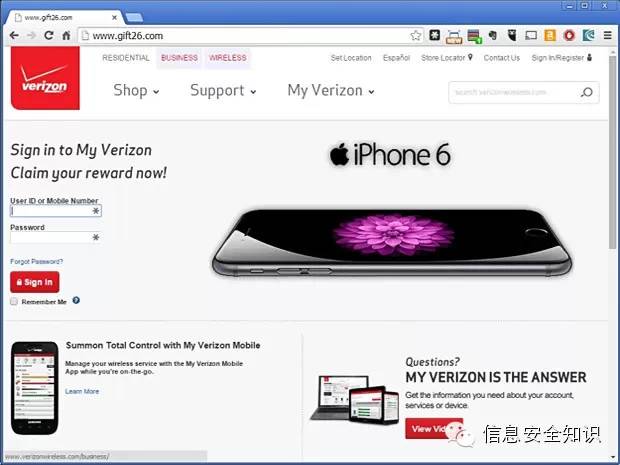 www.gift26.com
www.gift26.com
RESIDENTIAL BUSINESS WIRELESS
Set Location Español Store Locator Contact Us Sign In/Register
verizon
Shop Support My Verizon
search verizonwireless.com
Sign in to My Verizon
Claim your reward now!
iPhone 6
User ID or Mobile Number
Password
Forgot Password?
Sign In
Remember Me
Summon Total Control with My Verizon Mobile
Manage your wireless service with the My Verizon Mobile
App while you're on-the-go.
Learn More
Questions?
MY VERIZON IS THE ANSWER
Get the information you need about your account,
services or device.
View Vid
信息安全知识
www.verizonwireless.com/business/